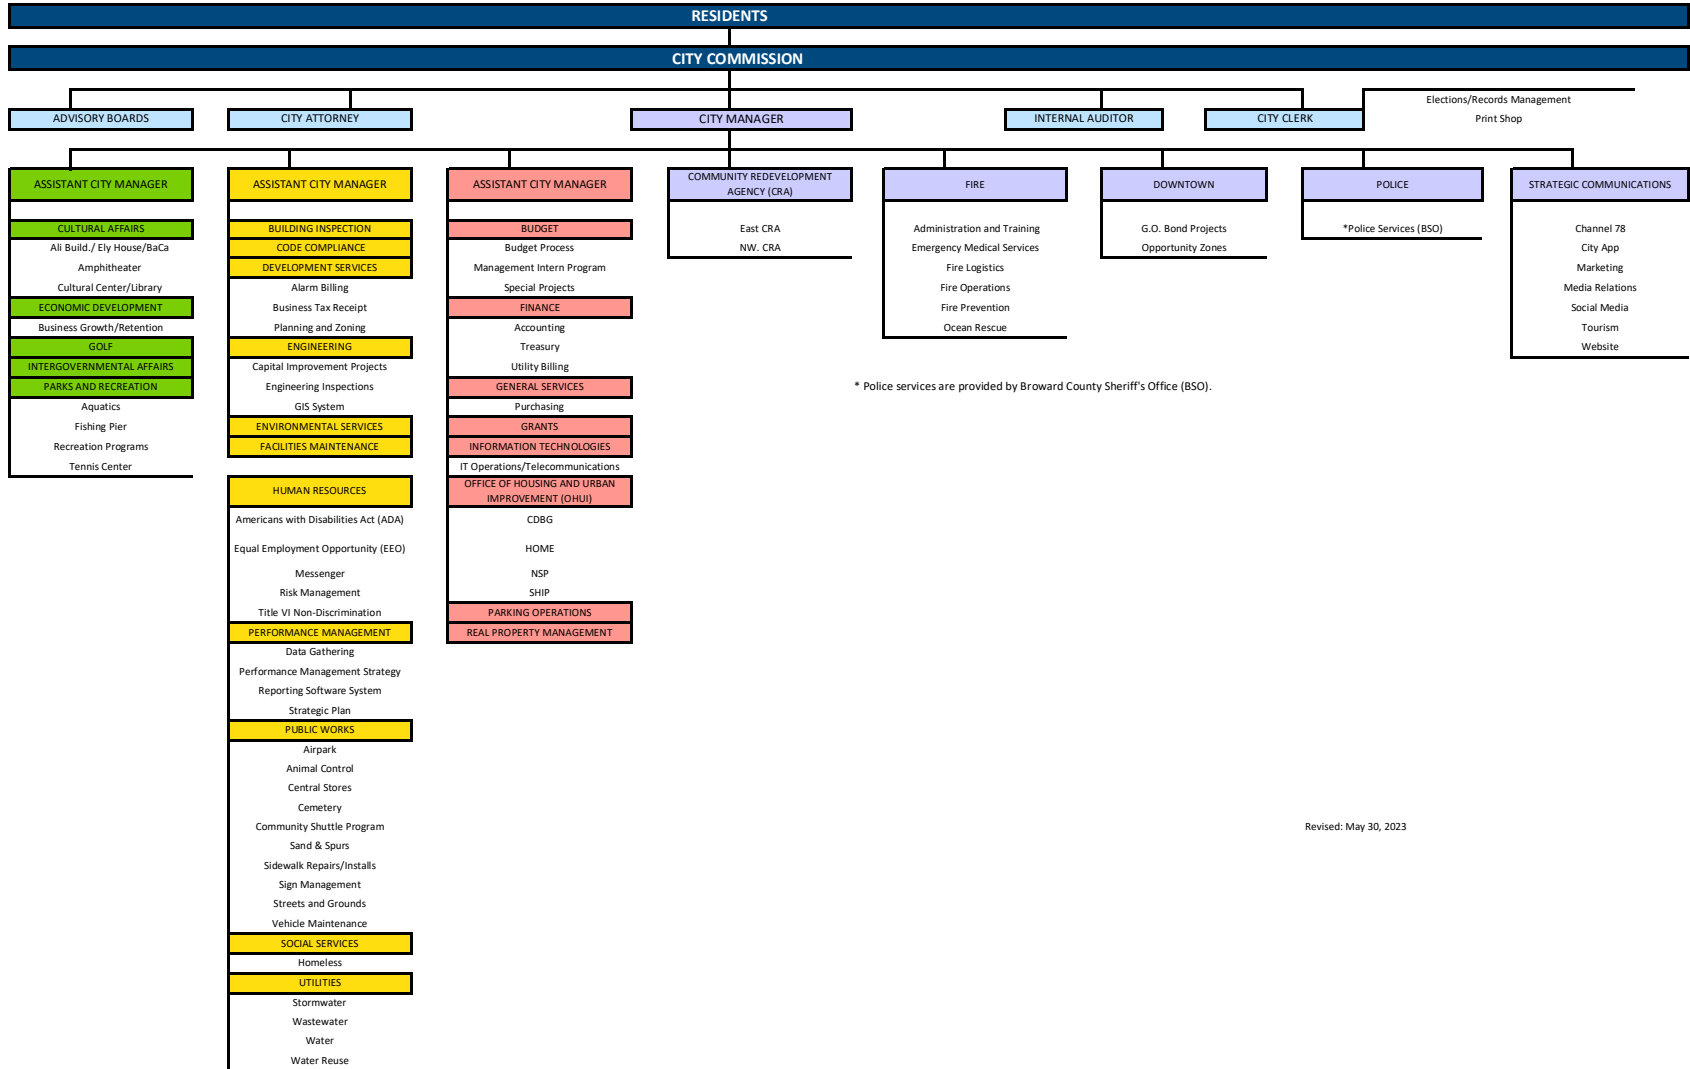 RESIDENTS
CITY COMMISSION
Elections/Records Management
Print Shop
ADVISORY BOARDS
CITY ATTORNEY
CITY MANAGER
INTERNAL AUDITOR
CITY CLERK
ASSISTANT CITY MANAGER
CULTURAL AFFAIRS
Ali Build./ Ely House/BaCa
Amphitheater
Cultural Center/Library
ECONOMIC DEVELOPMENT
Business Growth/Retention
GOLF
INTERGOVERNMENTAL AFFAIRS
PARKS AND RECREATION
Aquatics
Fishing Pier
Recreation Programs
Tennis Center
ASSISTANT CITY MANAGER
BUILDING INSPECTION
CODE COMPLIANCE
DEVELOPMENT SERVICES
Alarm Billing
Business Tax Receipt
Planning and Zoning
ENGINEERING
Capital Improvement Projects
Engineering Inspections
GIS System
ENVIRONMENTAL SERVICES
FACILITIES MAINTENANCE
HUMAN RESOURCES
Americans with Disabilities Act (ADA)
Equal Employment Opportunity (EEO)
Messenger
Risk Management
Title VI Non-Discrimination
PERFORMANCE MANAGEMENT
Data Gathering
Performance Management Strategy
Reporting Software System
Strategic Plan
PUBLIC WORKS
Airpark
Animal Control
Central Stores
Cemetery
Community Shuttle Program
Sand & Spurs
Sidewalk Repairs/Installs
Sign Management
Streets and Grounds
Vehicle Maintenance
SOCIAL SERVICES
Homeless
UTILITIES
Stormwater
Wastewater
Water
Water Reuse
ASSISTANT CITY MANAGER
BUDGET
Budget Process
Management Intern Program
Special Projects
FINANCE
Accounting
Treasury
Utility Billing
GENERAL SERVICES
Purchasing
GRANTS
INFORMATION TECHNOLOGIES
IT Operations/Telecommunications
OFFICE OF HOUSING AND URBAN
IMPROVEMENT (OHUI)
CDBG
HOME
NSP
SHIP
PARKING OPERATIONS
REAL PROPERTY MANAGEMENT
COMMUNITY REDEVELOPMENT
AGENCY (CRA)
East CRA
NW. CRA
FIRE
Administration and Training
Emergency Medical Services
Fire Logistics
Fire Operations
Fire Prevention
Ocean Rescue
DOWNTOWN
G.O. Bond Projects
Opportunity Zones
POLICE
*Police Services (BSO)
STRATEGIC COMMUNICATIONS
Channel 78
City App
Marketing
Media Relations
Social Media
Tourism
Website
* Police services are provided by Broward County Sheriff's Office (BSO).
Revised: May 30, 2023